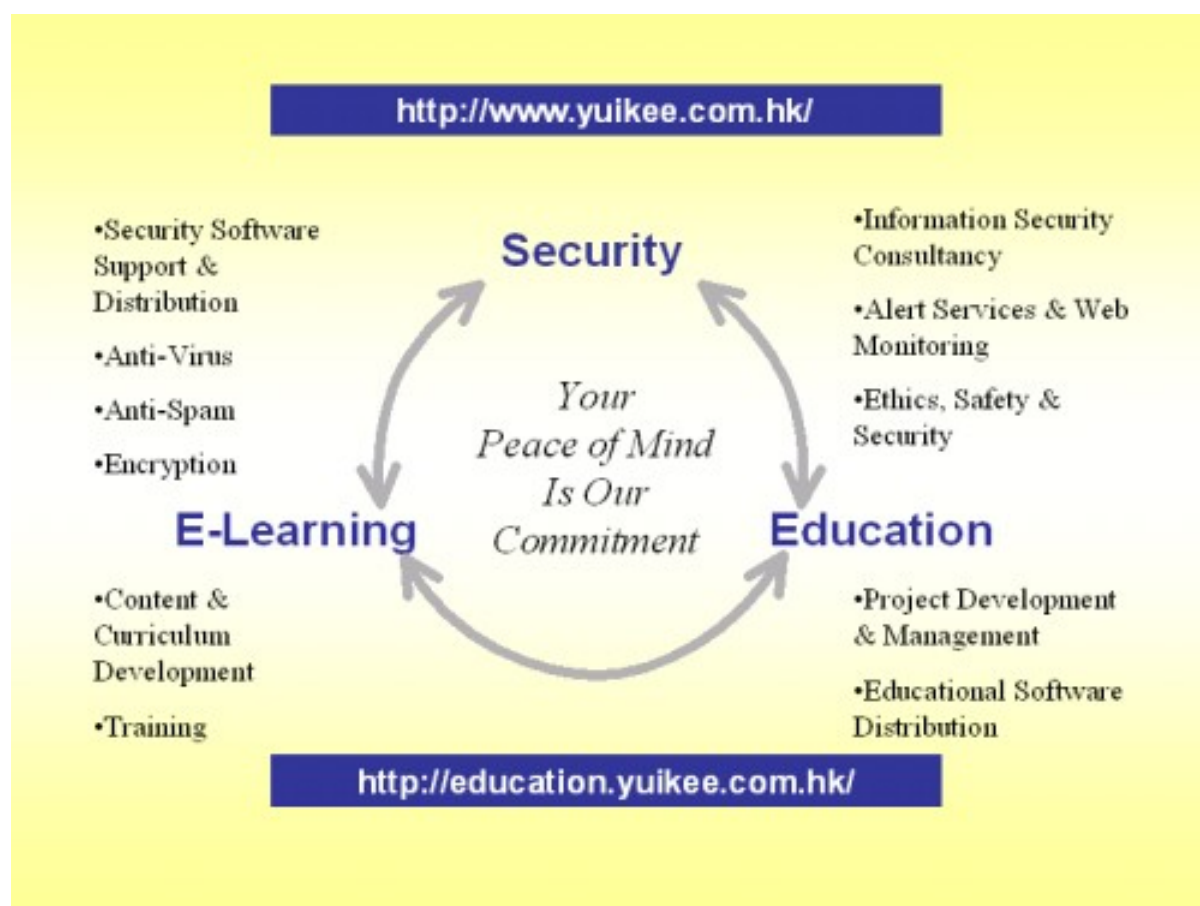 http://www.yuikee.com.hk/
•Security Software
Support &
Distribution
•Anti-Virus
•Anti-Spam
•Encryption
Security
•Information Security
Consultancy
•Alert Services & Web
Monitoring
•Ethics, Safety &
Security
Your
Peace of Mind
Is Our
Commitment
E-Learning
Education
•Content &
Curriculum
Development
•Training
•Project Development
& Management
•Educational Software
Distribution
http://education.yuikee.com.hk/